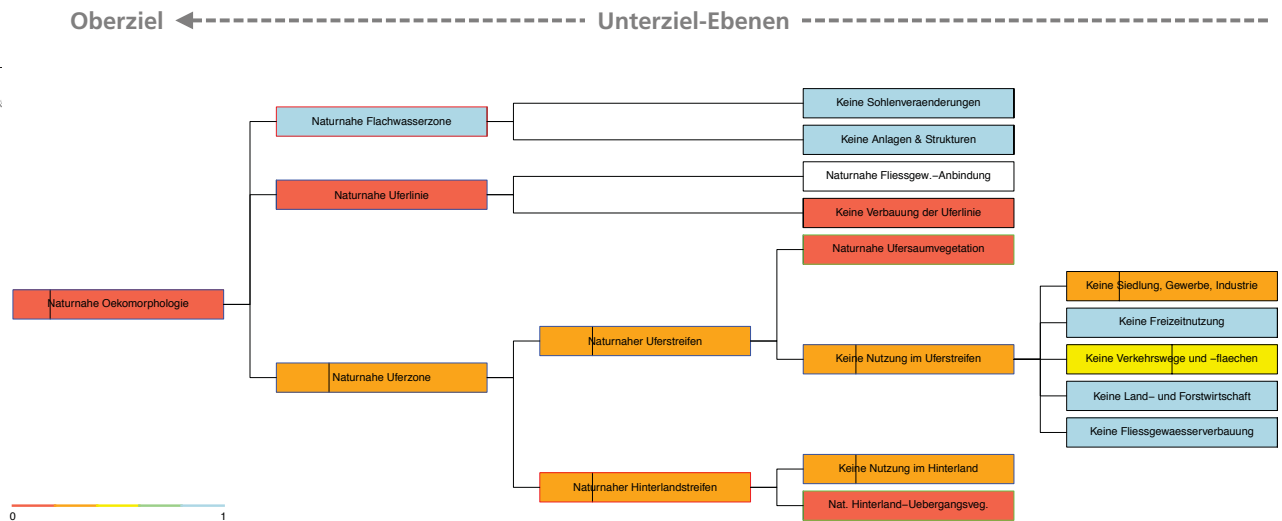 Oberziel
Unterziel-Ebenen
Keine Sohlenveraenderungen
Naturnahe Flachwasserzone
Keine Anlagen & Strukturen
Naturnahe Fliessgew.−Anbindung
Naturnahe Uferlinie
Keine Verbauung der Uferlinie
Naturnahe Ufersaumvegetation
Keine Siedlung, Gewerbe, Industrie
Naturnahe Oekomorphologie
Keine Freizeitnutzung
Naturnaher Uferstreifen
Keine Nutzung im Uferstreifen
Keine Verkehrswege und −flaechen
Naturnahe Uferzone
Keine Land− und Forstwirtschaft
Keine Fliessgewaesserverbauung
Keine Nutzung im Hinterland
Naturnaher Hinterlandstreifen
Nat. Hinterland−Uebergangsveg.
0
1